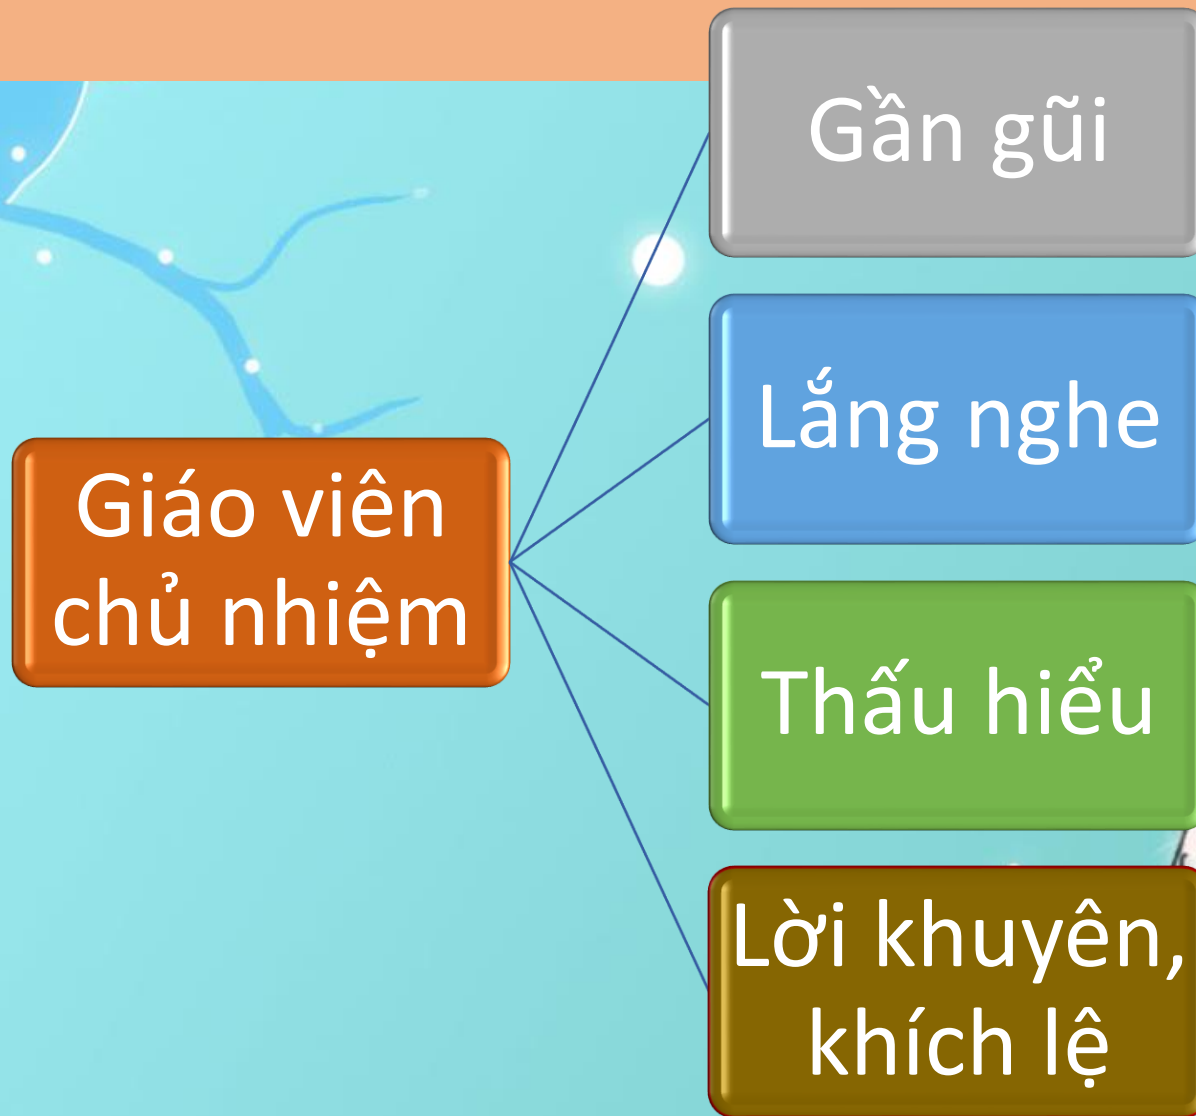 Gần gũi
Lắng nghe
Giáo viên
chủ nhiệm
Thấu hiểu
Lời khuyên,
khích lệ